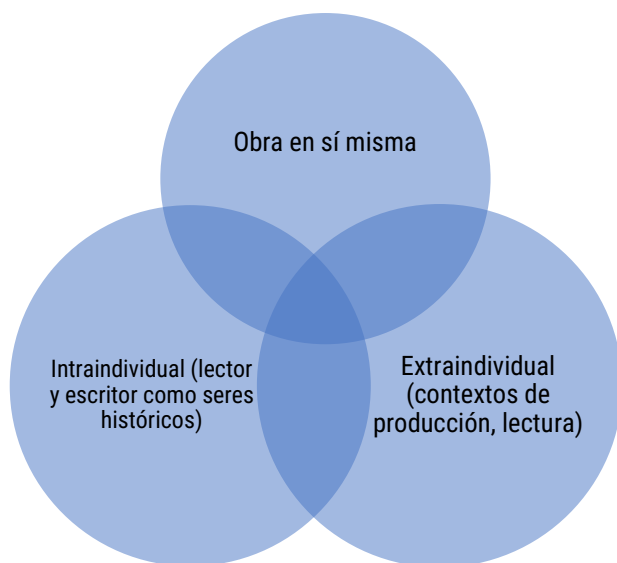 Obra en sí misma
Intraindividual (lector
y escritor como seres
históricos)
Extraindividual
(contextos de
producción, lectura)